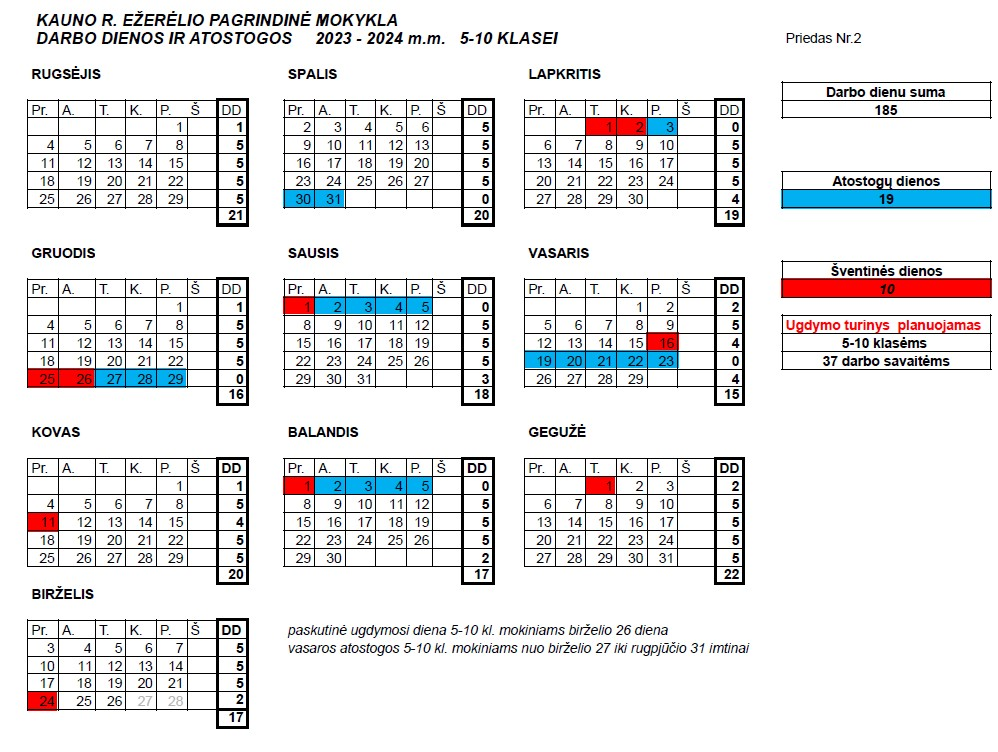 KAUNO R. EŽERĖLIO PAGRINDINĖ MOKYKLA
DARBO DIENOS IR ATOSTOGOS 2023 - 2024 m.m. 5-10 KLASEI
Priedas Nr.2
RUGSĖJIS
Pr. A. T. K. P. Š DD
1 1
4 5 6 7 8 5
11 12 13 14 15 5
18 19 20 21 22 5
25 26 27 28 29 5
21
SPALIS
Pr. A. T. K. P. Š DD
2 3 4 5 6 5
9 10 11 12 13 5
16 17 18 19 20 5
23 24 25 26 27 5
30 31 0
20
LAPKRITIS
Pr. A. T. K. P. Š DD
1 2 3 0
6 7 8 9 10 5
13 14 15 16 17 5
20 21 22 23 24 5
27 28 29 30 4
19
Darbo dienu suma
185
Atostogų dienos
19
GRUODIS
Pr. A. T. K. P. Š DD
1 1
4 5 6 7 8 5
11 12 13 14 15 5
18 19 20 21 22 5
25 26 27 28 29 0
16
SAUSIS
Pr. A. T. K. P. Š DD
1 2 3 4 5 0
8 9 10 11 12 5
15 16 17 18 19 5
22 23 24 25 26 5
29 30 31 3
18
VASARIS
Pr. A. T. K. P. Š DD
1 2 2
5 6 7 8 9 5
12 13 14 15 16 4
19 20 21 22 23 0
26 27 28 29 4
15
Šventinės dienos
10
Ugdymo turinys planuojamas
5-10 klasėms
37 darbo savaitėms
KOVAS
Pr. A. T. K. P. Š DD
1 1
4 5 6 7 8 5
11 12 13 14 15 4
18 19 20 21 22 5
25 26 27 28 29 5
20
BALANDIS
Pr. A. T. K. P. Š DD
1 2 3 4 5 0
8 9 10 11 12 5
15 16 17 18 19 5
22 23 24 25 26 5
29 30 2
17
GEGUŽĖ
Pr. A. T. K. P. Š DD
1 2 3 2
6 7 8 9 10 5
13 14 15 16 17 5
20 21 22 23 24 5
27 28 29 30 31 5
22
BIRŽELIS
Pr. A. T. K. P. Š DD
3 4 5 6 7 5
10 11 12 13 14 5
17 18 19 20 21 5
24 25 26 27 28 2
17
paskutinė ugdymosi diena 5-10 kl. mokiniams birželio 26 diena
vasaros atostogos 5-10 kl. mokiniams nuo birželio 27 iki rugpjūčio 31 imtinai